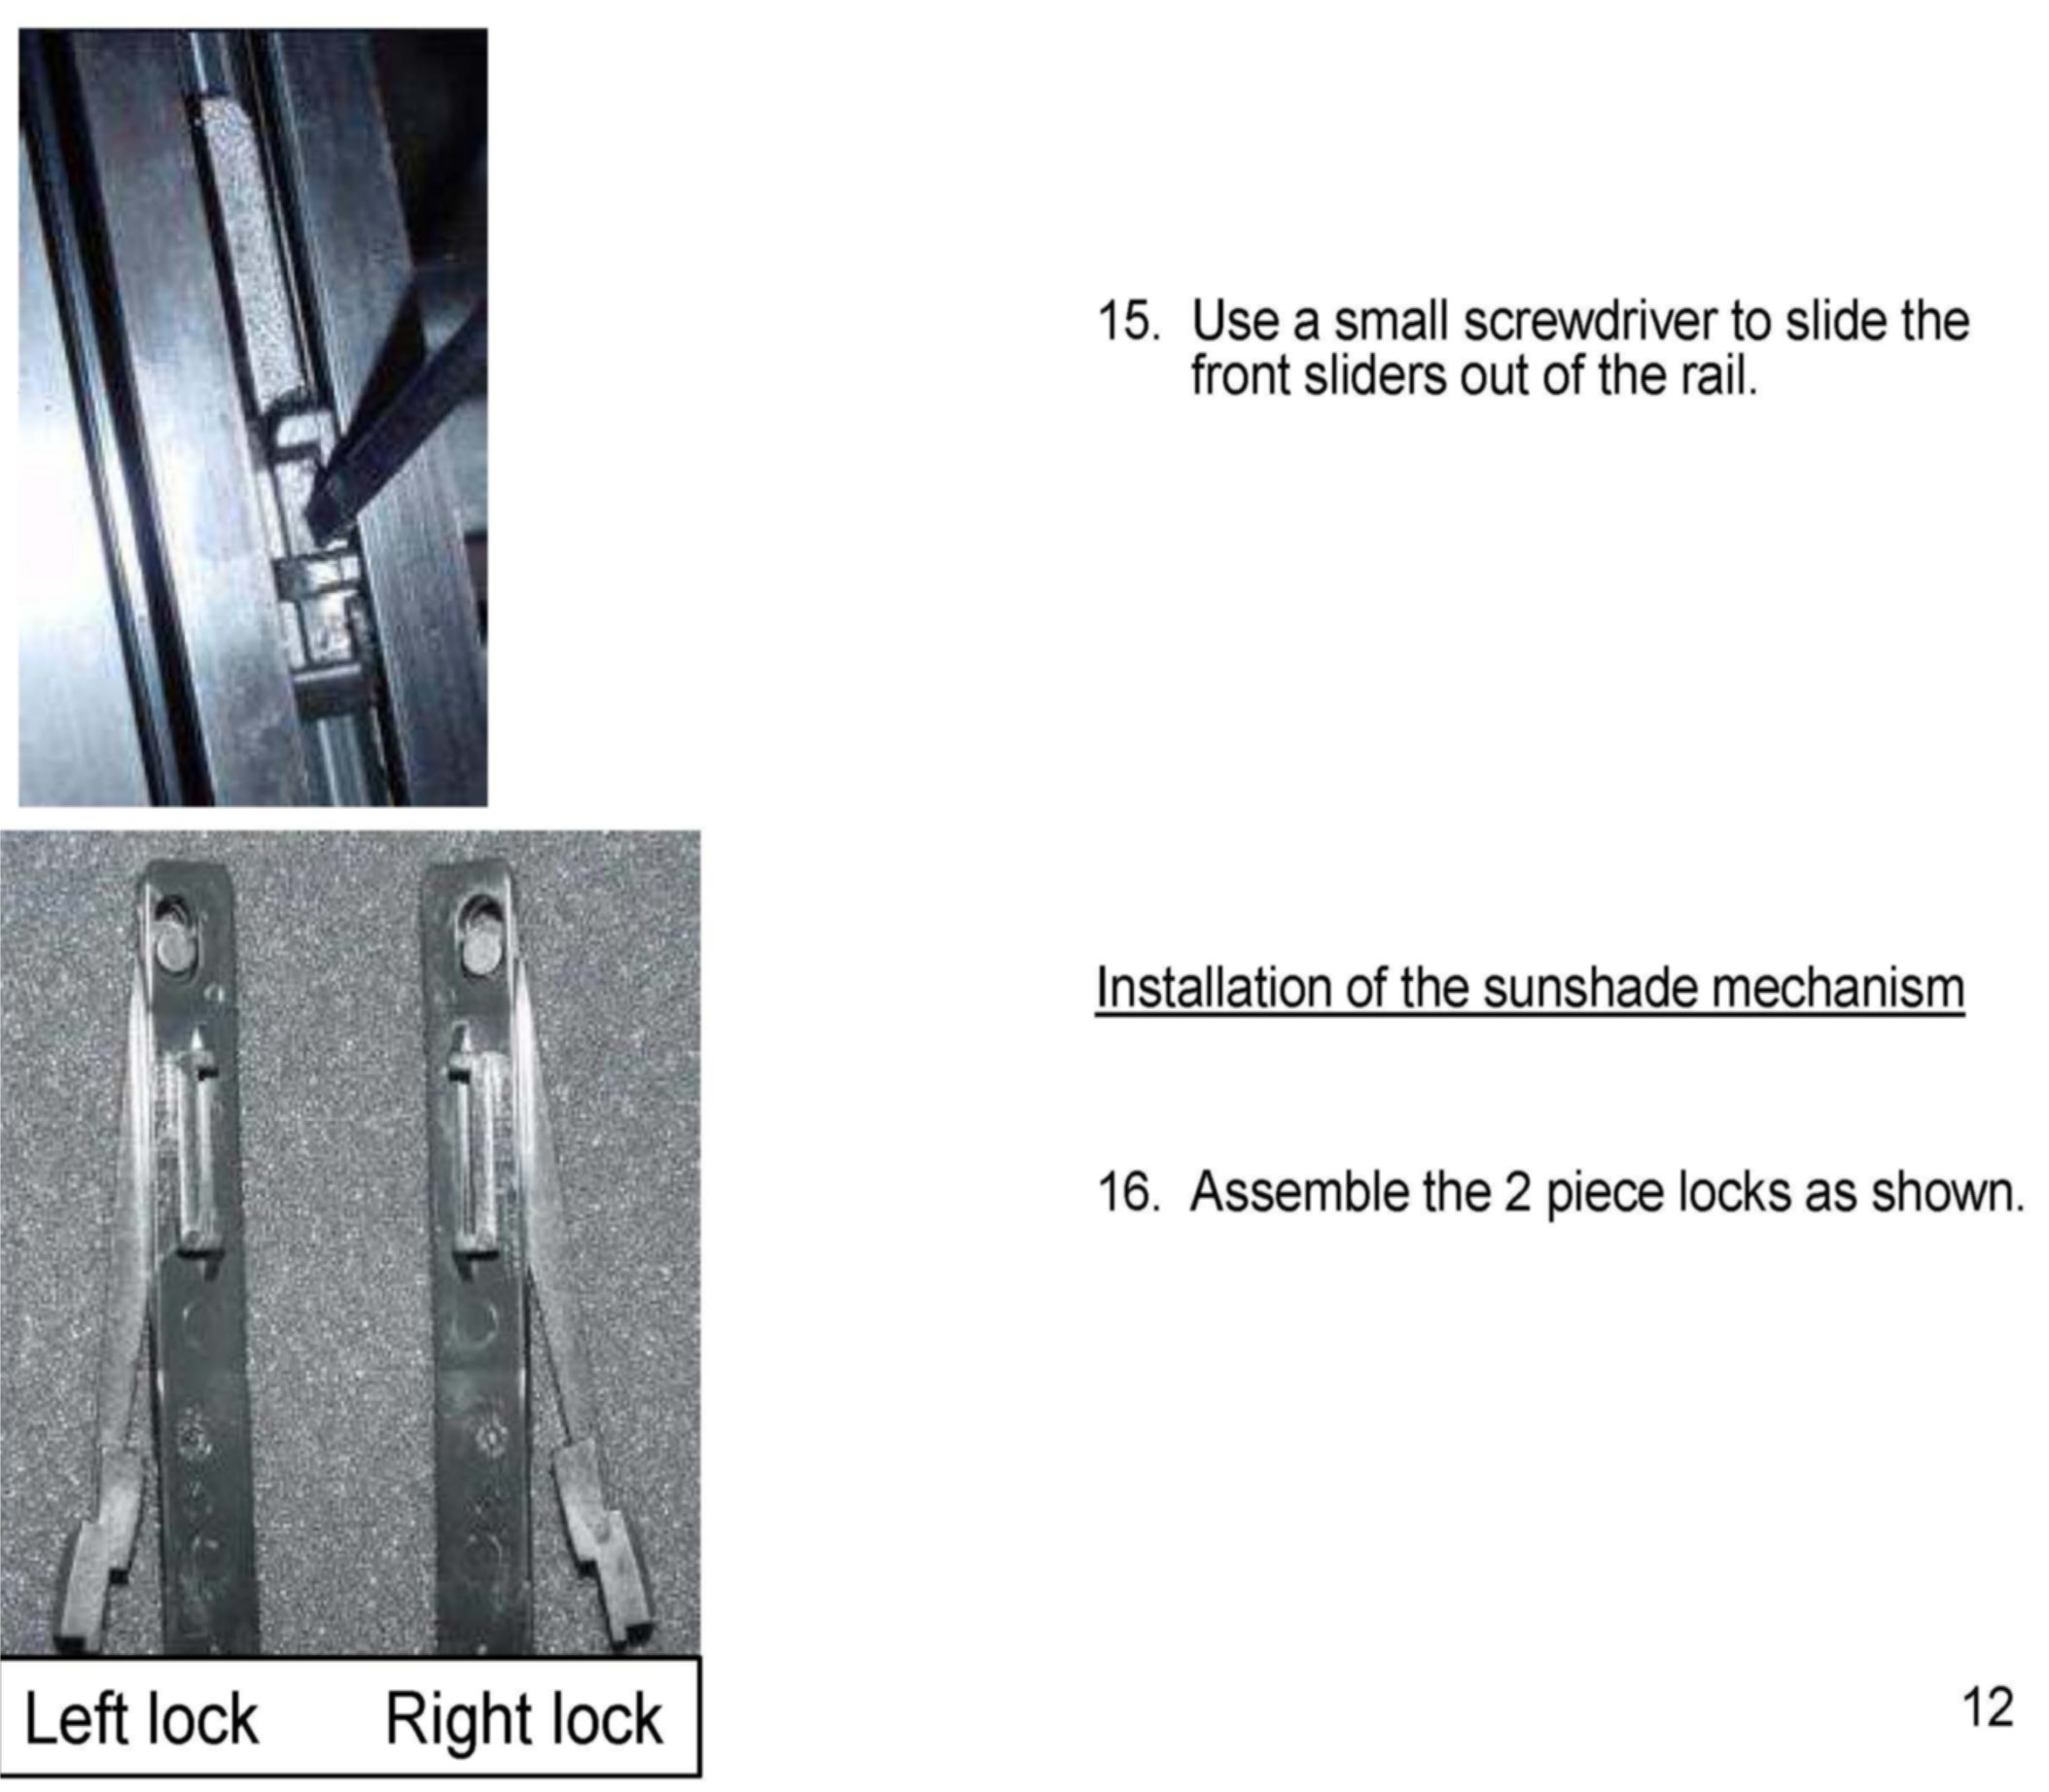 15. Use a small screwdriver to slide the
front sliders out of the rail.
Installation of the sunshade mechanism
16. Assemble the 2 piece locks as shown.
Left lock Right lock
12